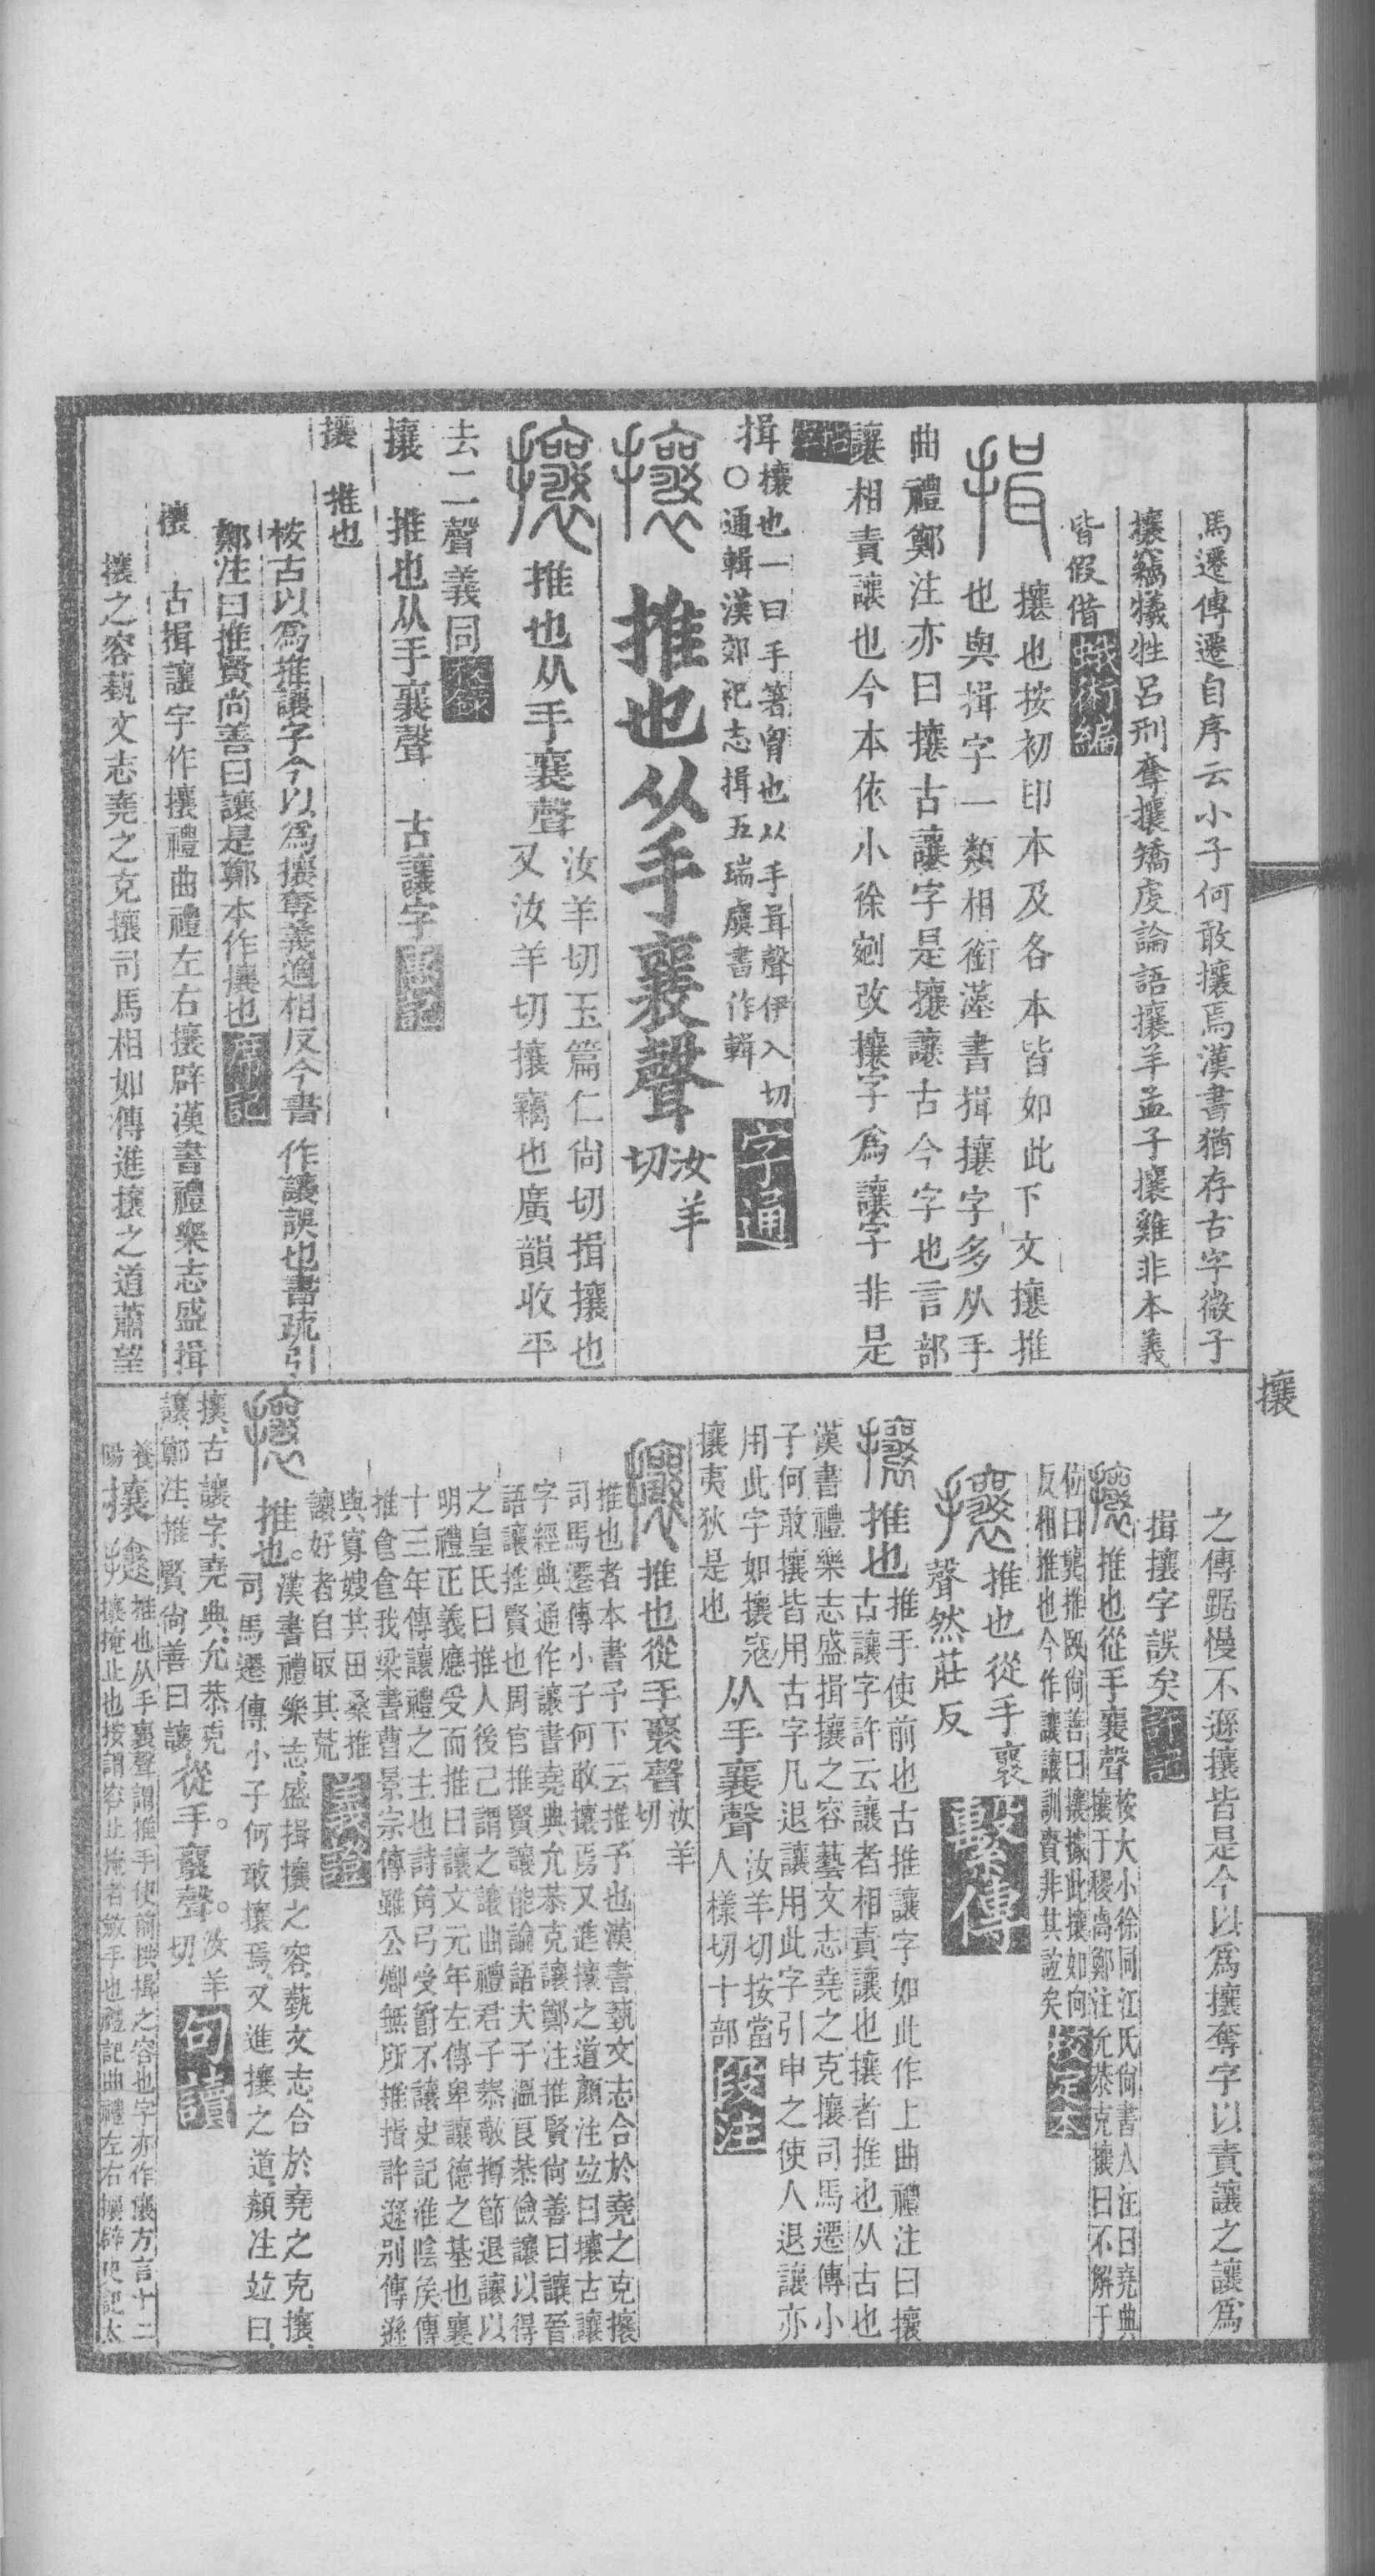 攘
馬遷傳遷自序云小子何敢攘焉漢書猶存古字微子
攘竊犧牲呂刑奪攘矯虔論語攘羊孟子攘雞非本義
皆假借蛾術編
揖
攘也按初印本及各本皆如此下文攘推
也與揖字一類相銜漢書揖攘字多从手
曲禮鄭注亦曰攘古讓字是攘讓古今字也言部
讓相責讓也今本依小徐剜改攘字為讓字非是
揖攘也一曰手箸胷也从手咠聲伊入切
○通輯漢郊祀志揖五瑞虞書作輯
字通
攘
推也从手襄聲
汝羊
切
攘
推也从手襄聲
汝羊切玉篇仁尙切揖攘也
又汝羊切攘竊也廣韻收平
去二聲義同
攘
推也从手襄聲 古讓字
攘
推也
桉古以爲推讓字今以爲攘奪義適相反今書 作讓誤也書疏引
鄭注曰推賢尚善曰讓是鄭本作攘也
攘
古揖讓字作攘禮曲禮左右攘辟漢書禮樂志盛揖
攘之容藝文志堯之克攘司馬相如傳進攘之道蕭望
之傳踞慢不遜攘皆是今以爲攘奪字以責讓之讓爲
揖攘字誤矣許記
攘
推也從手襄聲
桉大小徐同江氏尙書人注曰堯典
攘于稷卨鄭注允恭克攘曰不解于
位曰龔推賢尙善曰攘據此攘如向
反相推也今作讓讓訓責非其誼矣
攘
推也從手襄
聲然莊反
繫傳
攘
推也
推手使前也古推讓字如此作上曲禮注曰攘
古讓字許云讓者相責讓也攘者推也从古也
漢書禮樂志盛揖攘之容藝文志堯之克攘司馬遷傳小
子何敢攘皆用古字凡退讓用此字引申之使人退讓亦
用此字如攘寇
攘夷狄是也
从手襄聲
汝羊切按當
人樣切十部
段注
攘
推也從手襄聲
汝羊
切
推也者本書予下云推予也漢書藝文志合於堯之克攘
司馬遷傳小子何敢攘焉又進攘之道顏注竝曰攘古讓
字經典通作讓書堯典允恭克讓鄭注推賢尙善曰讓晉
語讓推賢也周官推賢讓能論語夫子溫良恭儉讓以得
之皇氏曰推人後己謂之讓曲禮君子恭敬撙節退讓以
明禮正義應受而推曰讓文元年左傳卑讓德之基也襄
十三年傳讓禮之主也詩角弓受爵不讓史記淮陰侯傳
推食食我梁書曹景宗傳雖公卿無所推揖許遜別傳遜
與寡嫂共田桑推
讓好者自取其荒
義證
攘
推也。
漢書禮樂志盛揖攘之容藝文志合於堯之克攘
司馬遷傳小子何敢攘焉又進攘之道顏注竝曰
攘古讓字堯典允恭克
讓鄭注推賢尙善曰讓
從手。襄聲。
汝羊
切
句讀
養
陽
攘
推也从手襄聲謂推手使前揖之容也字亦作儴方言十二
攘掩止也按謂窂止掩者斂手也禮記曲禮左右攘辟史記太